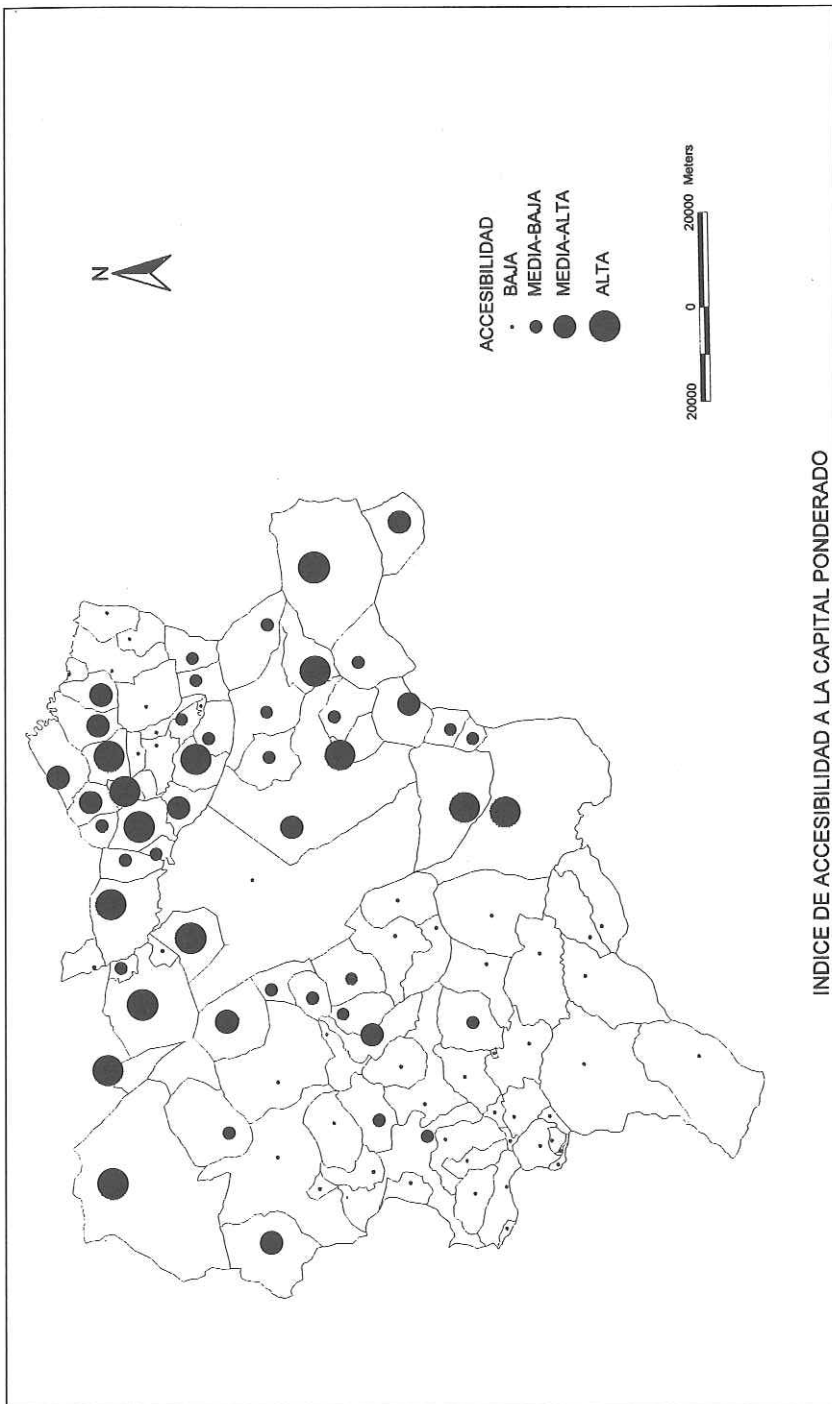 N
ACCESIBILIDAD
BAJA
MEDIA-BAJA
MEDIA-ALTA
ALTA
20000 0 20000 Meters
INDICE DE ACCESIBILIDAD A LA CAPITAL PONDERADO